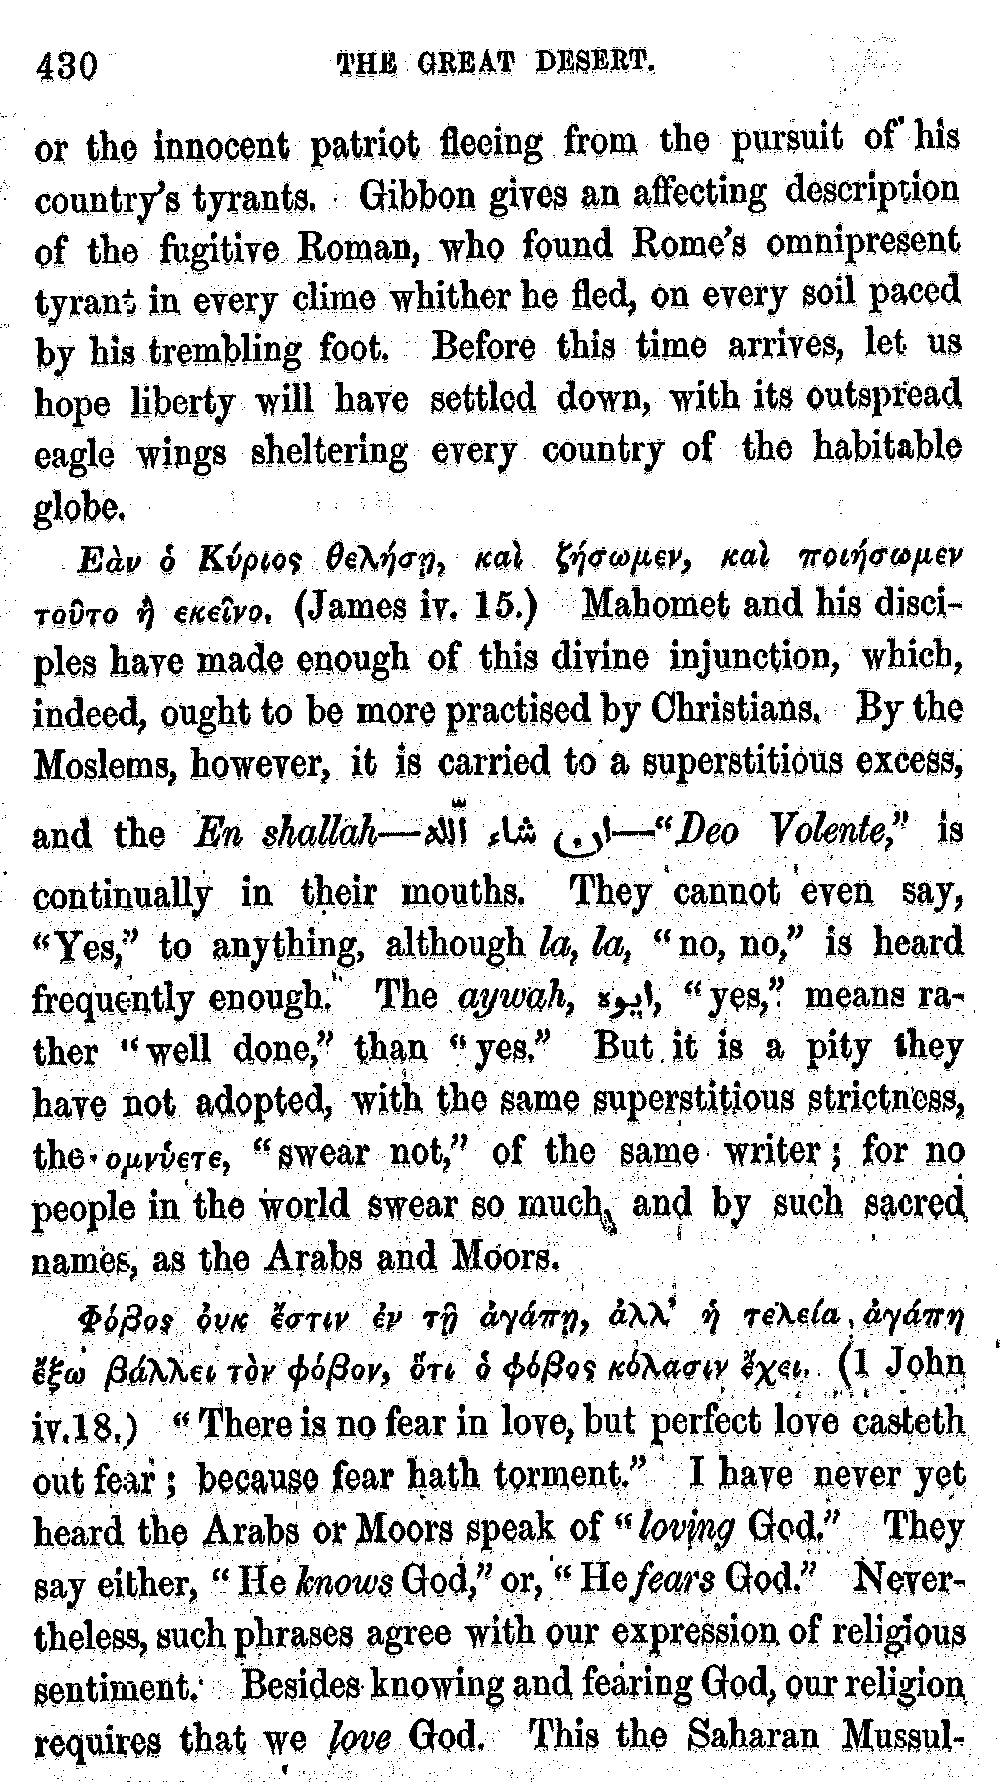 430 THE GREAT DESERT.
or the innocent patriot fleeing from the pursuit of his
country's tyrants. Gibbon gives an affecting description
of the fugitive Roman, who found Rome's omnipresent
tyrant in every clime whither he fled, on every soil paced
by his trembling foot. Before this time arrives, let us
hope liberty will have settled down, with its outspread
eagle wings sheltering every country of the habitable
globe.
Εὰν ὁ Κύριος θελήσῃ, καὶ ζήσωμεν, καὶ ποιήσωμεν
τοῦτο ἢ εκεῖνο. (James iv. 15.) Mahomet and his disci-
ples have made enough of this divine injunction, which,
indeed, ought to be more practised by Christians. By the
Moslems, however, it is carried to a superstitious excess,
and the En shallah—ان شاء اللّه—"Deo Volente," is
continually in their mouths. They cannot even say,
"Yes," to anything, although la, la, "no, no," is heard
frequently enough. The aywah, ايوه, "yes," means ra-
ther "well done," than "yes." But it is a pity they
have not adopted, with the same superstitious strictness,
the ομνύετε, "swear not," of the same writer; for no
people in the world swear so much, and by such sacred
names, as the Arabs and Moors.
Φόβος ὀυκ ἔστιν ἐν τῇ ἀγάπῃ, ἀλλ' ἡ τελεία ἀγάπη
ἔξω βάλλει τὸν φόβον, ὅτι ὁ φόβος κόλασιν ἔχει. (1 John
iv.18.) "There is no fear in love, but perfect love casteth
out fear; because fear hath torment." I have never yet
heard the Arabs or Moors speak of "loving God." They
say either, "He knows God," or, "He fears God." Never-
theless, such phrases agree with our expression of religious
sentiment. Besides knowing and fearing God, our religion
requires that we love God. This the Saharan Mussul-